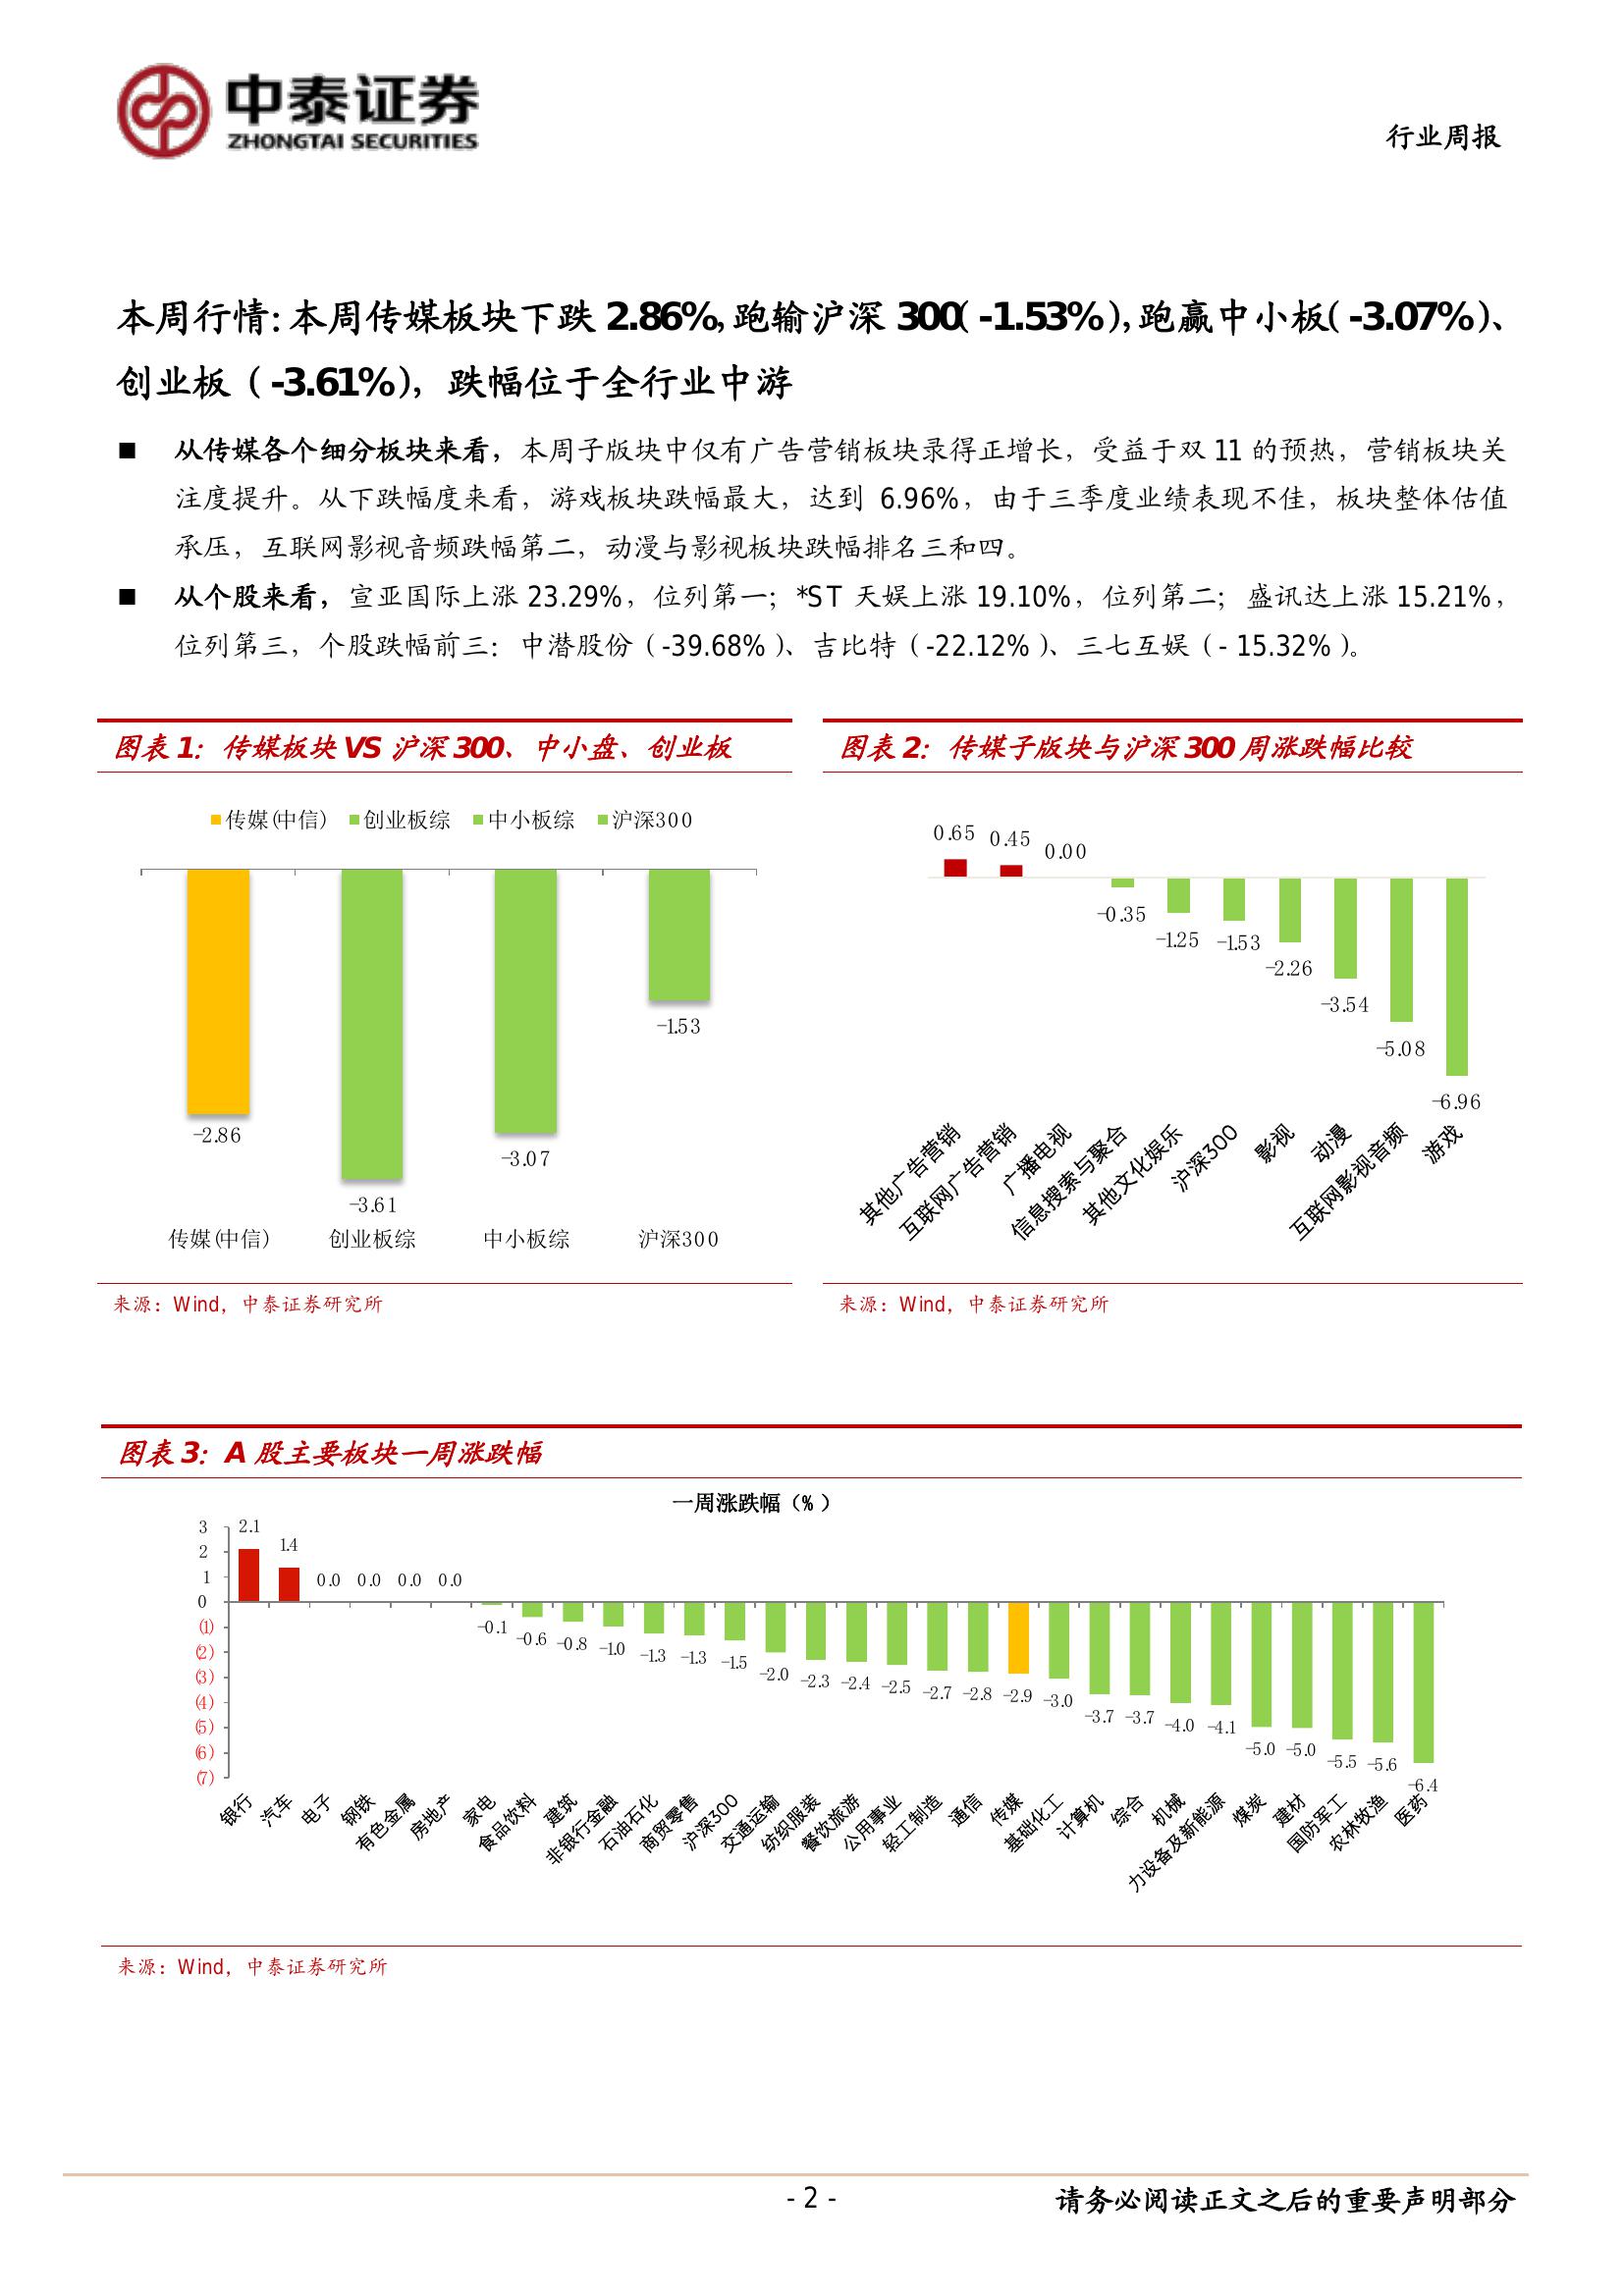 中泰证券
ZHONGTAI SECURITIES
行业周报
本周行情:本周传媒板块下跌 2.86%,跑输沪深 300( -1.53%),跑赢中小板( -3.07%)、
创业板（ -3.61%），跌幅位于全行业中游
■ 从传媒各个细分板块来看，本周子版块中仅有广告营销板块录得正增长，受益于双 11 的预热，营销板块关
注度提升。从下跌幅度来看，游戏板块跌幅最大，达到 6.96%，由于三季度业绩表现不佳，板块整体估值
承压，互联网影视音频跌幅第二，动漫与影视板块跌幅排名三和四。
■ 从个股来看，宣亚国际上涨 23.29%，位列第一；*ST 天娱上涨 19.10%，位列第二；盛讯达上涨 15.21%，
位列第三，个股跌幅前三：中潜股份（ -39.68% ）、吉比特（ -22.12% ）、三七互娱（ - 15.32% ）。
图表 1：传媒板块 VS 沪深 300、中小盘、创业板
传媒(中信) 创业板综 中小板综 沪深300
-2.86
-3.61
-3.07
-1.53
传媒(中信) 创业板综 中小板综 沪深300
来源：Wind，中泰证券研究所
图表 2：传媒子版块与沪深 300 周涨跌幅比较
0.65 0.45 0.00
-0.35
-1.25
-1.53
-2.26
-3.54
-5.08
-6.96
其他广告营销
互联网广告营销
广播电视
信息搜索与聚合
其他文化娱乐
沪深300
影视
动漫
互联网影视音频
游戏
来源：Wind，中泰证券研究所
图表 3：A 股主要板块一周涨跌幅
一周涨跌幅（%）
3
2
1
0
(1)
(2)
(3)
(4)
(5)
(6)
(7)
2.1 1.4 0.0 0.0 0.0 0.0 -0.1 -0.6 -0.8 -1.0 -1.3 -1.3 -1.5 -2.0 -2.3 -2.4 -2.5 -2.7 -2.8 -2.9 -3.0 -3.7 -3.7 -4.0 -4.1 -5.0 -5.0 -5.5 -5.6 -6.4
银行
汽车
电子
钢铁
有色金属
房地产
家电
食品饮料
建筑
非银行金融
石油石化
商贸零售
沪深300
交通运输
纺织服装
餐饮旅游
公用事业
轻工制造
通信
传媒
基础化工
计算机
综合
机械
力设备及新能源
煤炭
建材
国防军工
农林牧渔
医药
来源：Wind，中泰证券研究所
- 2 -
请务必阅读正文之后的重要声明部分